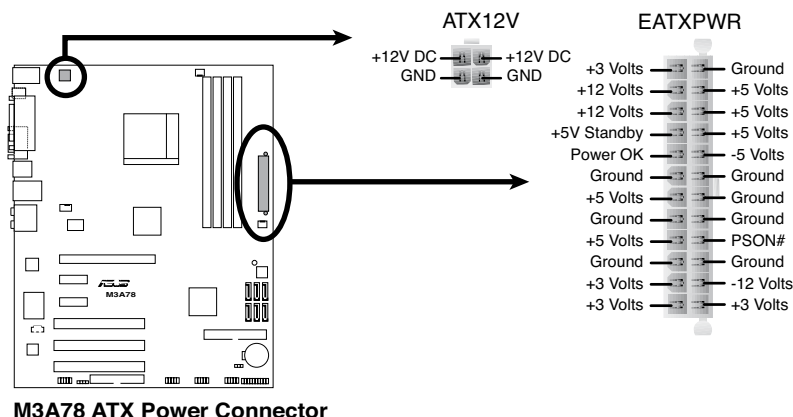 ATX12V
+12V DC +12V DC
GND GND
EATXPWR
+3 Volts Ground
+12 Volts +5 Volts
+12 Volts +5 Volts
+5V Standby +5 Volts
Power OK -5 Volts
Ground Ground
+5 Volts Ground
Ground Ground
+5 Volts PSON#
Ground Ground
+3 Volts -12 Volts
+3 Volts +3 Volts
ASUS
M3A78
M3A78 ATX Power Connector